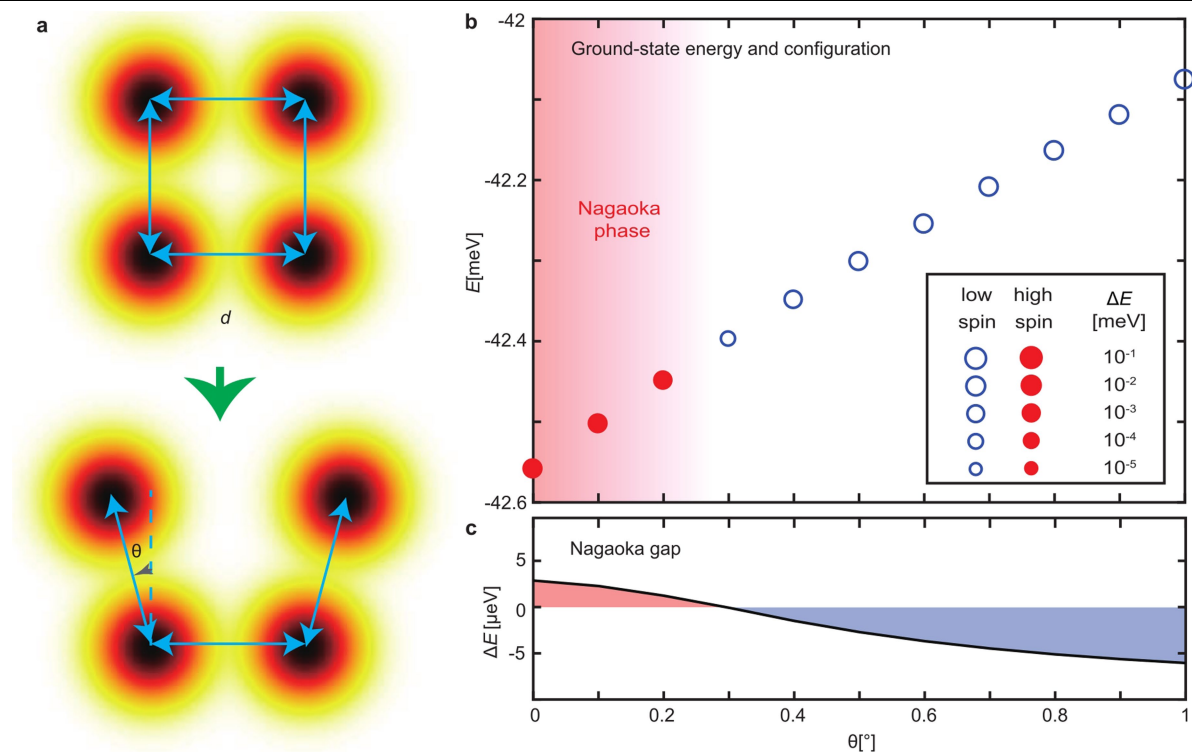 a
d
θ
b
Ground-state energy and configuration
Nagaoka
phase
E[meV]
-42
-42.2
-42.4
-42.6
low
spin
high
spin
ΔE
[meV]
10⁻¹
10⁻²
10⁻³
10⁻⁴
10⁻⁵
c
Nagaoka gap
ΔE [μeV]
5
0
-5
0 0.2 0.4 0.6 0.8 1
θ[°]